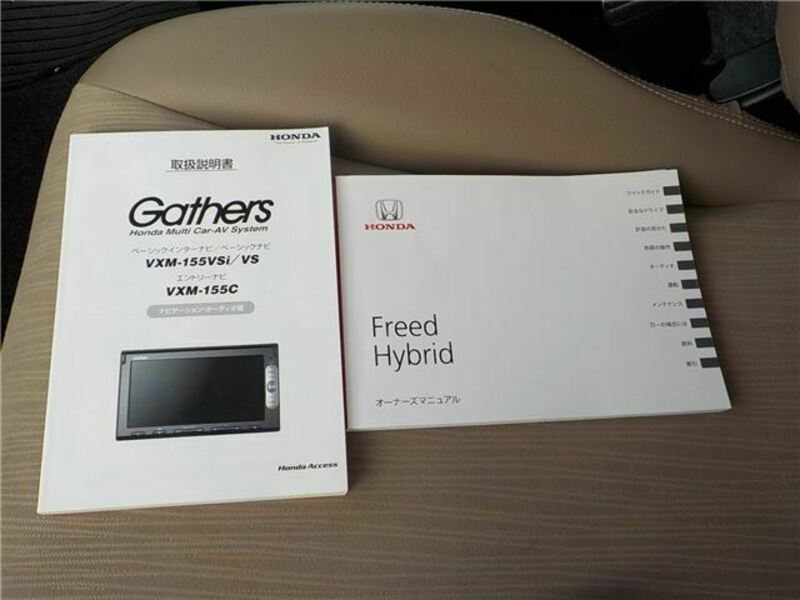 HONDA
取扱説明書
Gathers
Honda Multi Car-AV System
ベーシックインターナビ/ベーシックナビ
VXM-155VSi/VS
エントリーナビ
VXM-155C
ナビゲーション・オーディオ編
Honda Access
HONDA
Freed
Hybrid
オーナーズマニュアル
クイックガイド
安全なドライブ
計器の見かた
各部の操作
オーディオ
運転
メンテナンス
万一の場合には
資料
索引